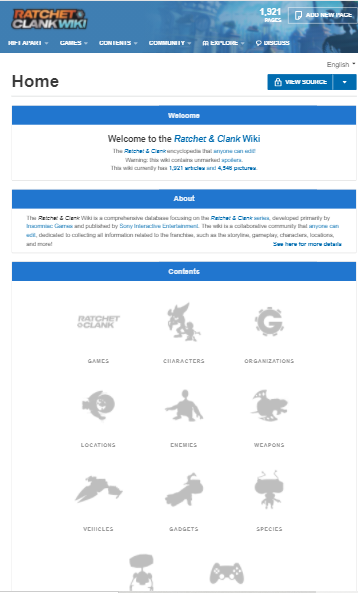 RATCHET
CLANK WIKI
1,921
PAGES
ADD NEW PAGE
RIFT APART
GAMES
CONTENTS
COMMUNITY
EXPLORE
DISCUSS
English
Home
VIEW SOURCE
Welcome
Welcome to the Ratchet & Clank Wiki
The Ratchet & Clank encyclopedia that anyone can edit!
Warning: this wiki contains unmarked spoilers.
This wiki currently has 1,921 articles and 4,546 pictures.
About
The Ratchet & Clank Wiki is a comprehensive database focusing on the Ratchet & Clank series, developed primarily by
Insomniac Games and published by Sony Interactive Entertainment. The wiki is a collaborative community that anyone can
edit, dedicated to collecting all information related to the franchise, such as the storyline, gameplay, characters, locations,
and more!
See here for more details
Contents
RATCHET
CLANK
GAMES
CHARACTERS
ORGANIZATIONS
LOCATIONS
ENEMIES
WEAPONS
VEHICLES
GADGETS
SPECIES